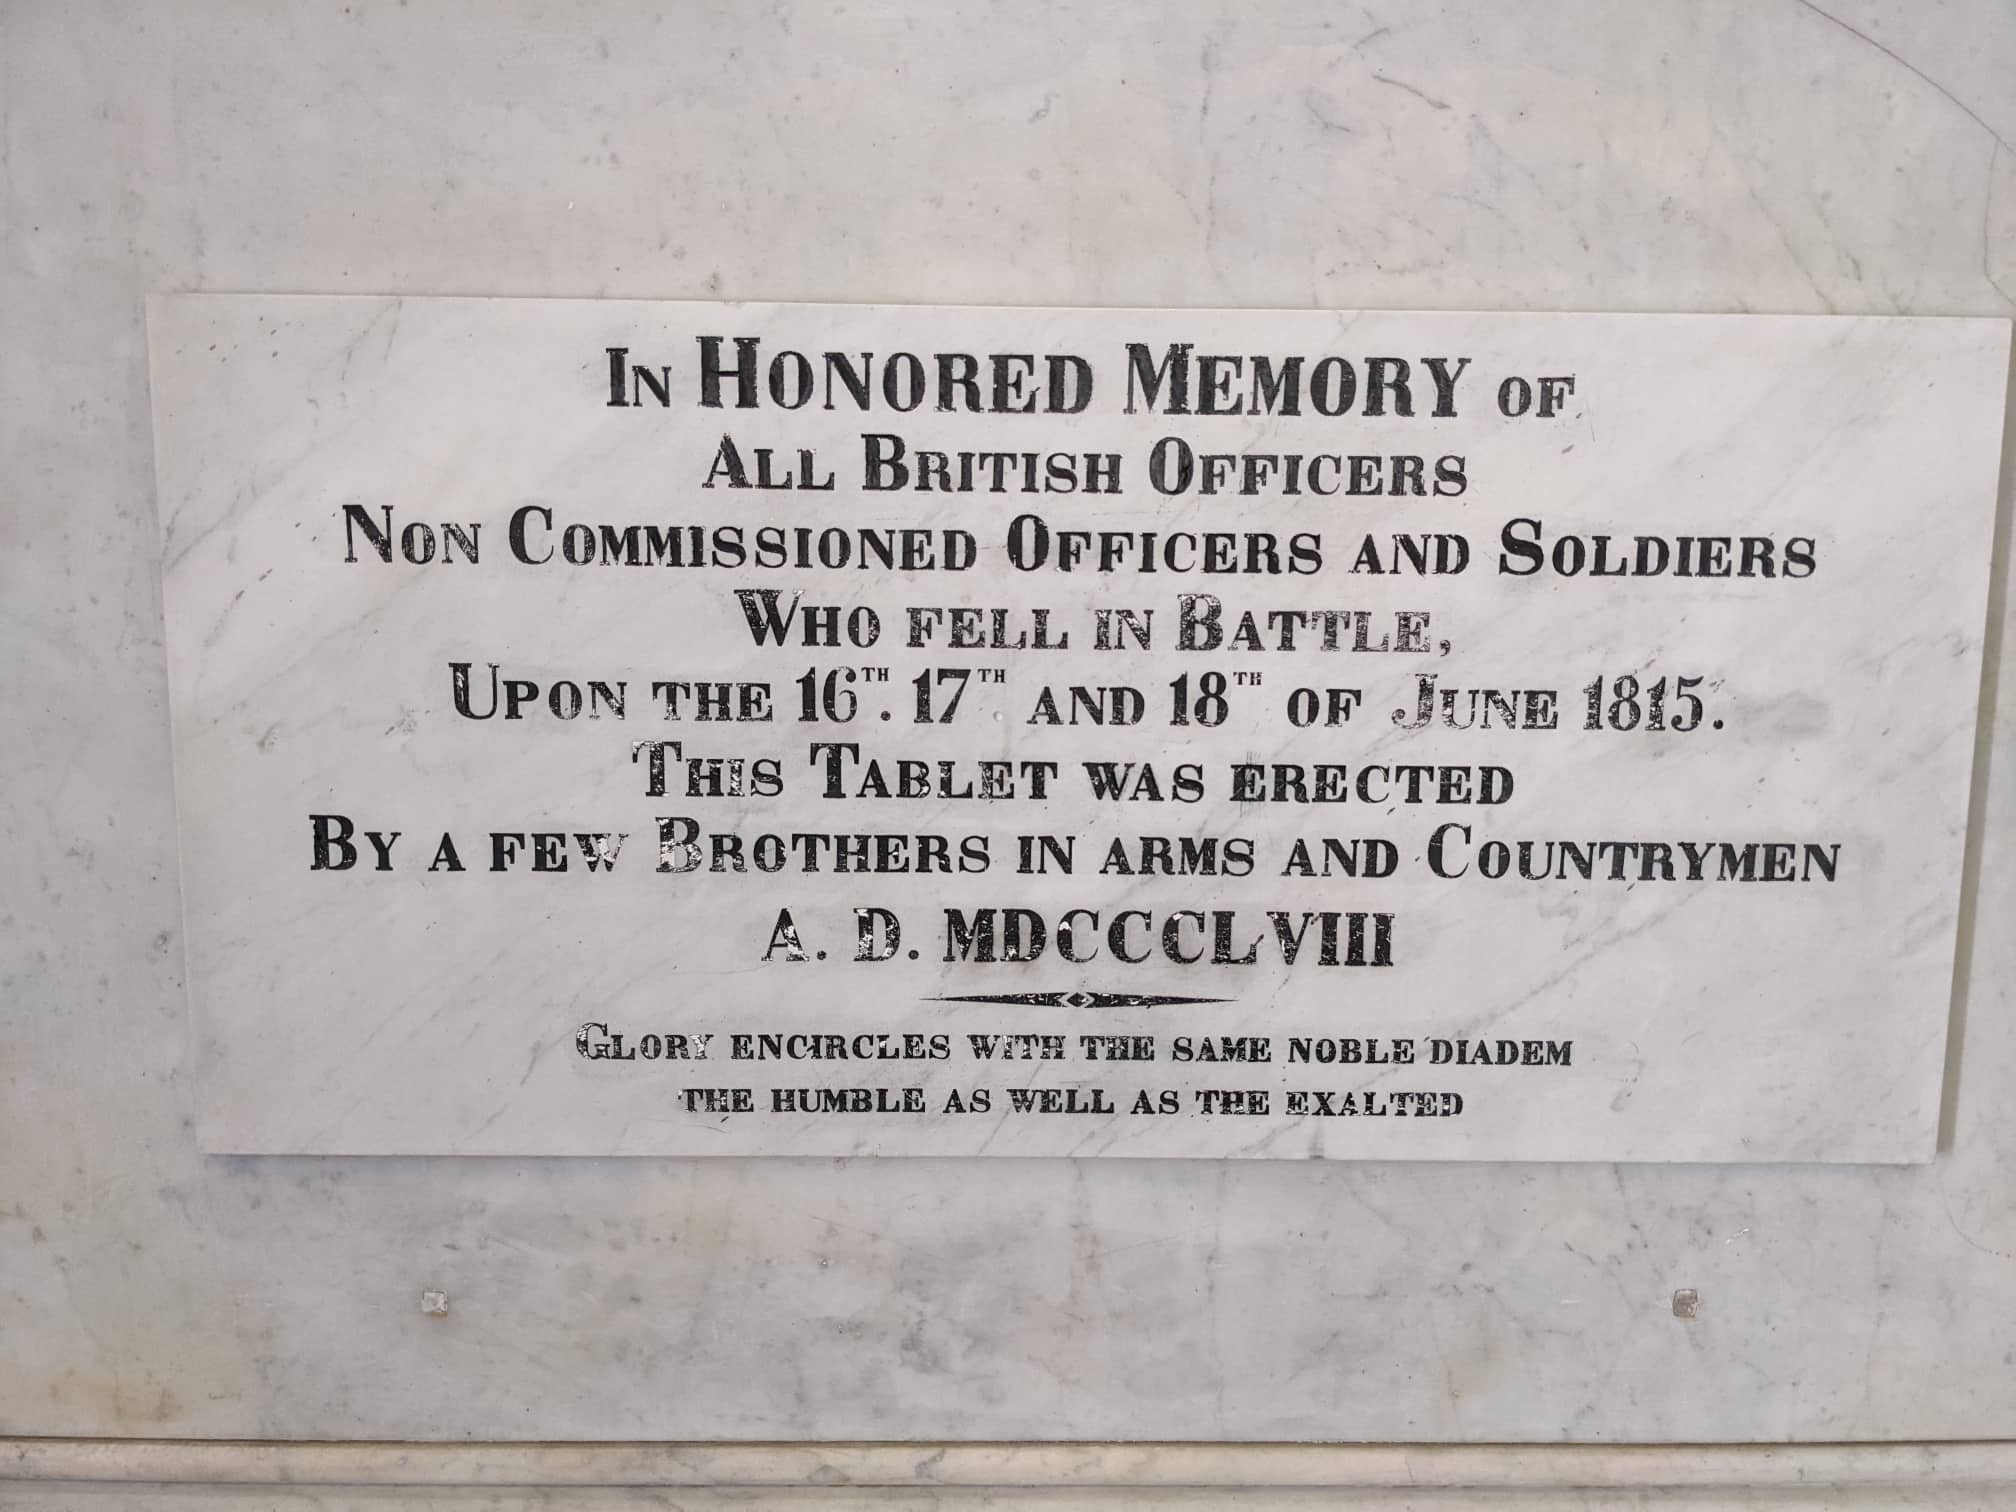 In Honored Memory of
All British Officers
Non Commissioned Officers and Soldiers
Who fell in Battle,
Upon the 16TH. 17TH. and 18TH of June 1815.
This Tablet was erected
By a few Brothers in arms and Countrymen
A. D. MDCCCLVIII
Glory encircles with the same noble diadem
the humble as well as the exalted